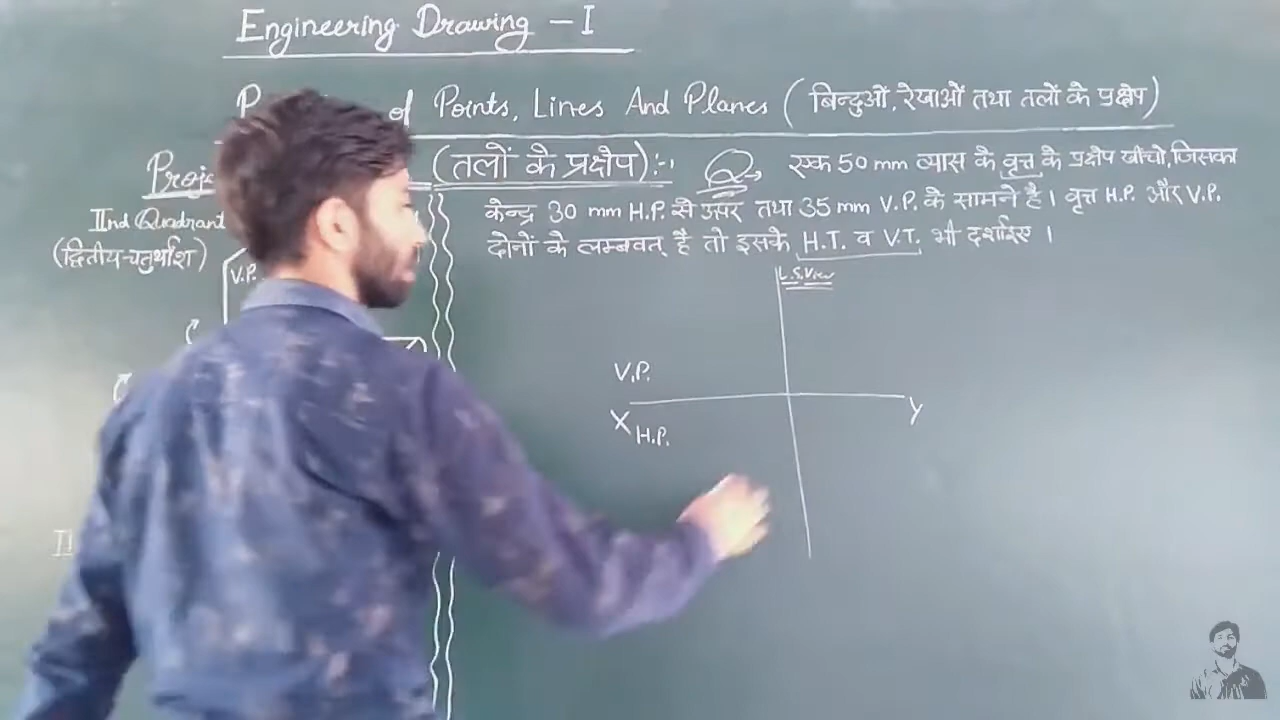 Engineering Drawing - I
of Points, Lines And Planes (बिन्दुओं, रेखाओं तथा तलों के प्रक्षेप)
(तलों के प्रक्षेप):-
Q→ एक 50 mm व्यास के वृत्त के प्रक्षेप खींचो, जिसका
केन्द्र 30 mm H.P. से ऊपर तथा 35 mm V.P. के सामने है। वृत्त H.P. और V.P.
दोनों के लम्बवत् है तो इसके H.T. व V.T. भी दर्शाइए।
IInd Quadrant
(द्वितीय-चतुर्थांश)
V.P.
L.S.View
V.P.
X
Y
H.P.